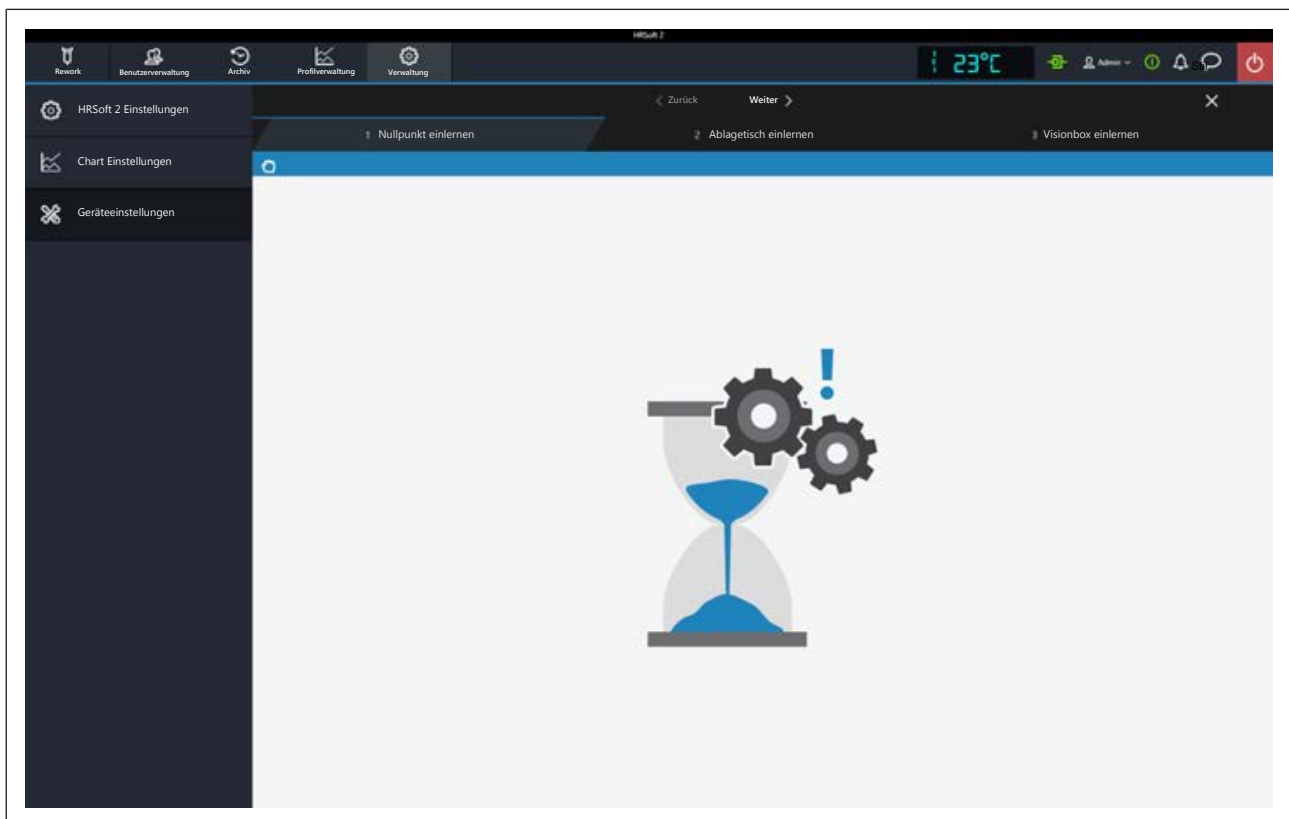 HRSoft 2
Rework Benutzerverwaltung Archiv Profilverwaltung Verwaltung
23°C Admin
HRSoft 2 Einstellungen
Zurück Weiter
1 Nullpunkt einlernen 2 Ablagetisch einlernen 3 Visionbox einlernen
Chart Einstellungen
Geräteeinstellungen